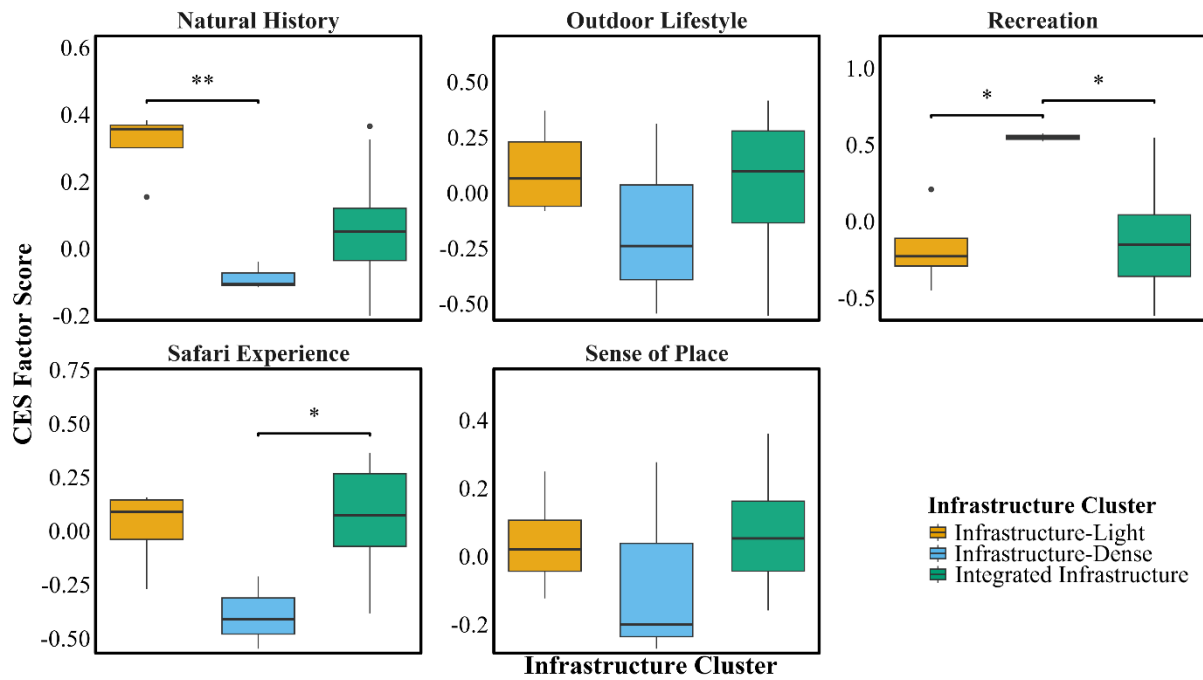 Natural History
Outdoor Lifestyle
Recreation
0.6
0.4
0.2
0.0
-0.2
**
0.50
0.25
0.00
-0.25
-0.50
1.0
0.5
0.0
-0.5
*
*
CES Factor Score
Safari Experience
Sense of Place
0.75
0.50
0.25
0.00
-0.25
-0.50
*
0.4
0.2
0.0
-0.2
Infrastructure Cluster
Infrastructure-Light
Infrastructure-Dense
Integrated Infrastructure
Infrastructure Cluster